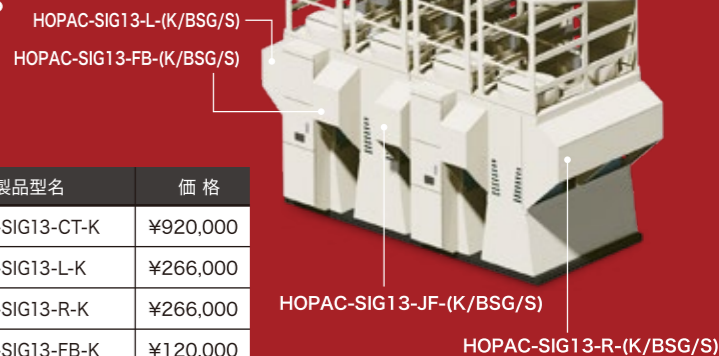 HOPAC-SIG13-L-(K/BSG/S)
HOPAC-SIG13-FB-(K/BSG/S)
製品型名 価 格
-SIG13-CT-K ¥920,000
-SIG13-L-K ¥266,000
-SIG13-R-K ¥266,000
-SIG13-FB-K ¥120,000
HOPAC-SIG13-JF-(K/BSG/S)
HOPAC-SIG13-R-(K/BSG/S)